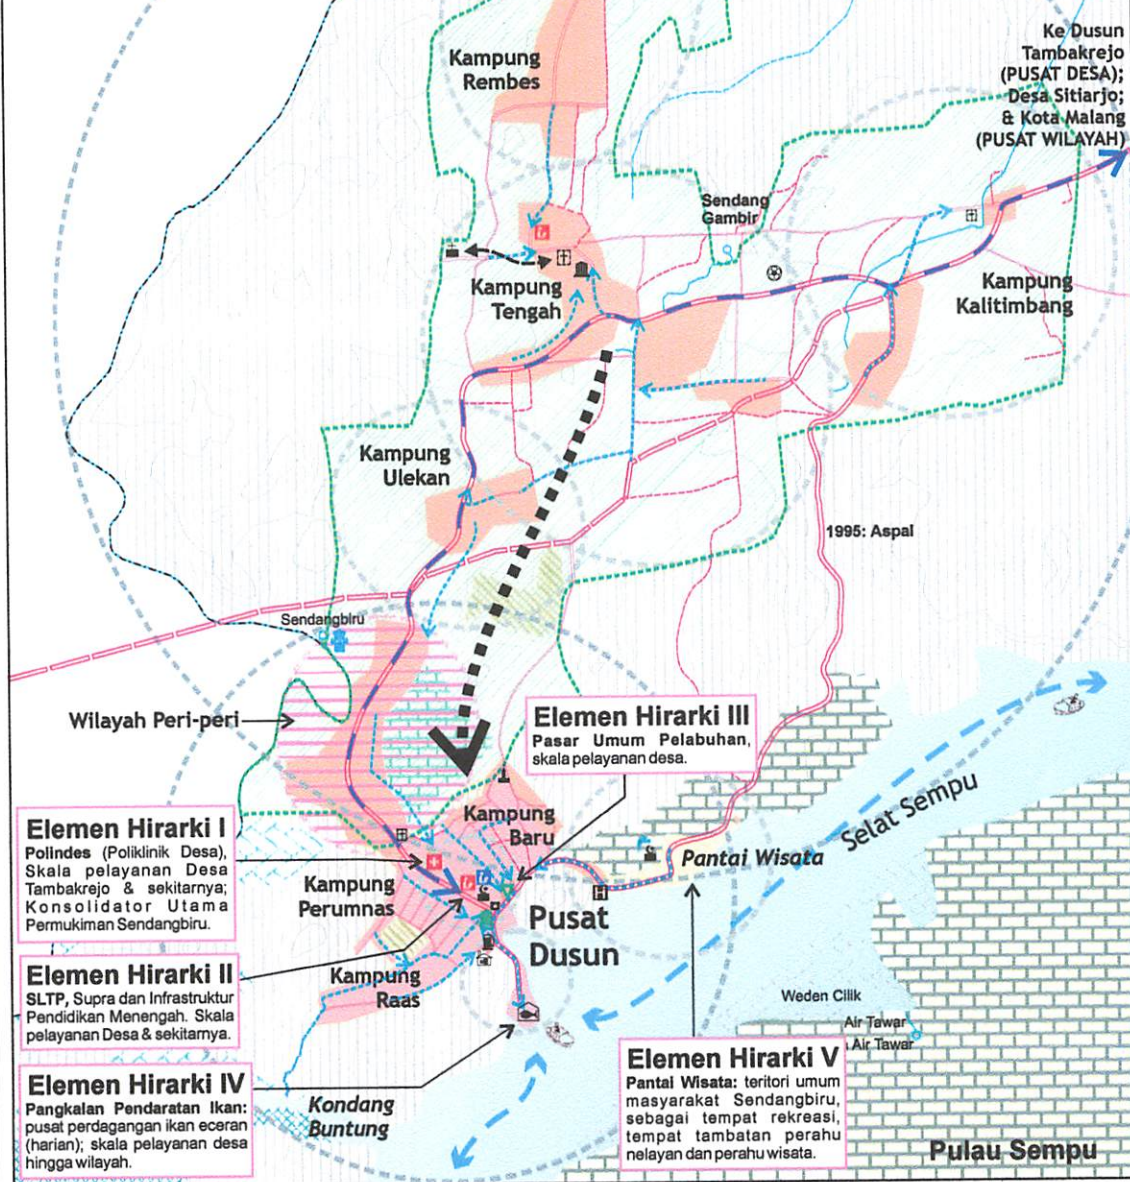 Kampung
Rembes
Ke Dusun
Tambakrejo
(PUSAT DESA);
Desa Sitiarjo;
& Kota Malang
(PUSAT WILAYAH)
Sendang
Gambir
Kampung
Tengah
Kampung
Kalitimbang
Kampung
Ulekan
1995: Aspal
Sendangbiru
Wilayah Peri-peri
Elemen Hirarki III
Pasar Umum Pelabuhan,
skala pelayanan desa.
Selat Sempu
Elemen Hirarki I
Polindes (Poliklinik Desa),
Skala pelayanan Desa
Tambakrejo & sekitarnya;
Konsolidator Utama
Permukiman Sendangbiru.
Kampung
Baru
Pantai Wisata
Kampung
Perumnas
H
Pusat
Dusun
Elemen Hirarki II
SLTP, Supra dan Infrastruktur
Pendidikan Menengah. Skala
pelayanan Desa & sekitarnya.
Kampung
Raas
Weden Cilik
Air Tawar
Air Tawar
Elemen Hirarki IV
Pangkalan Pendaratan Ikan:
pusat perdagangan ikan eceran
(harian); skala pelayanan desa
hingga wilayah.
Kondang
Buntung
Elemen Hirarki V
Pantai Wisata: teritori umum
masyarakat Sendangbiru,
sebagai tempat rekreasi,
tempat tambatan perahu
nelayan dan perahu wisata.
Pulau Sempu